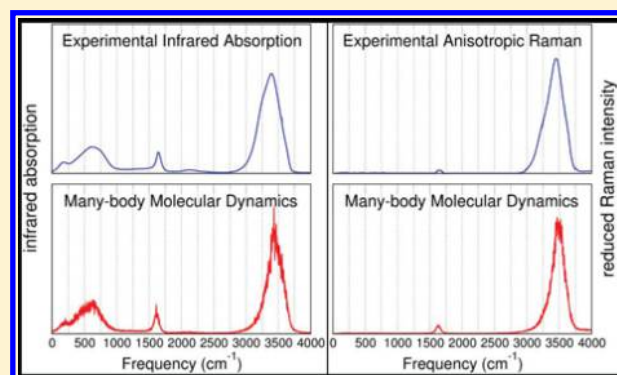 Experimental Infrared Absorption
Experimental Anisotropic Raman
infrared absorption
reduced Raman intensity
Many-body Molecular Dynamics
Many-body Molecular Dynamics
0 500 1000 1500 2000 2500 3000 3500 4000
0 500 1000 1500 2000 2500 3000 3500 4000
Frequency (cm⁻¹)
Frequency (cm⁻¹)